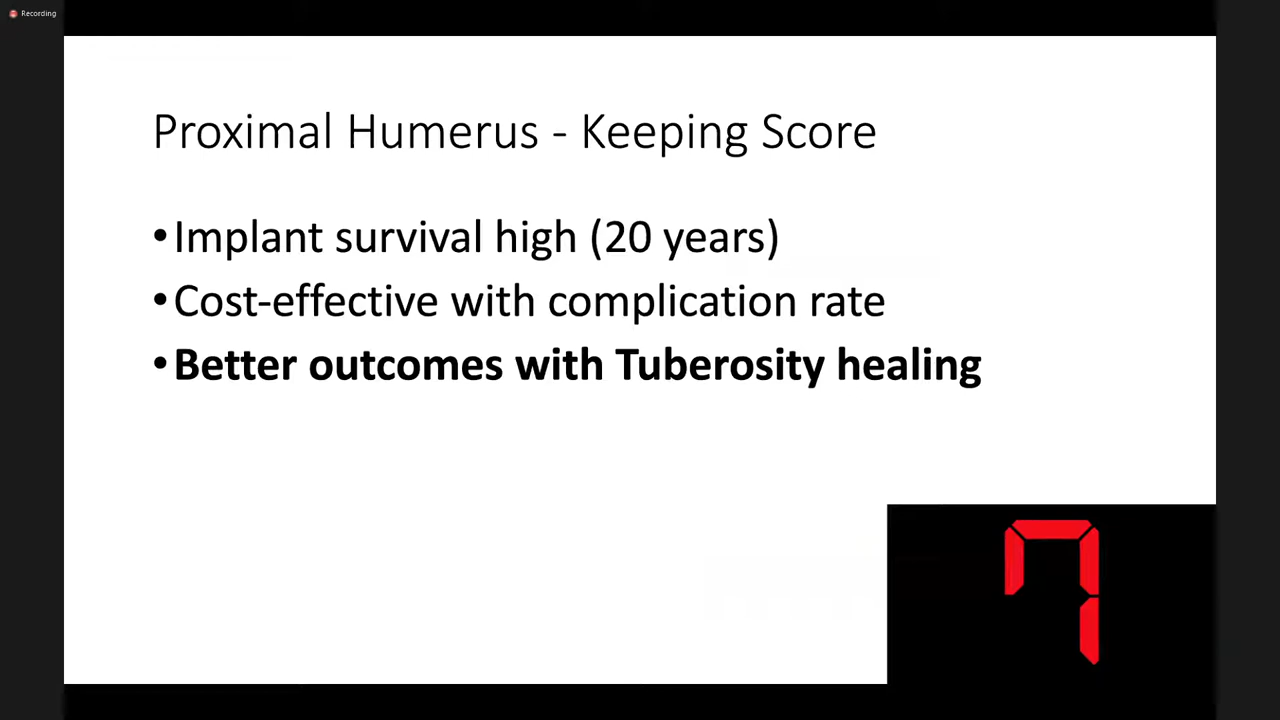 Recording
Proximal Humerus - Keeping Score
•Implant survival high (20 years)
•Cost-effective with complication rate
•Better outcomes with Tuberosity healing
7